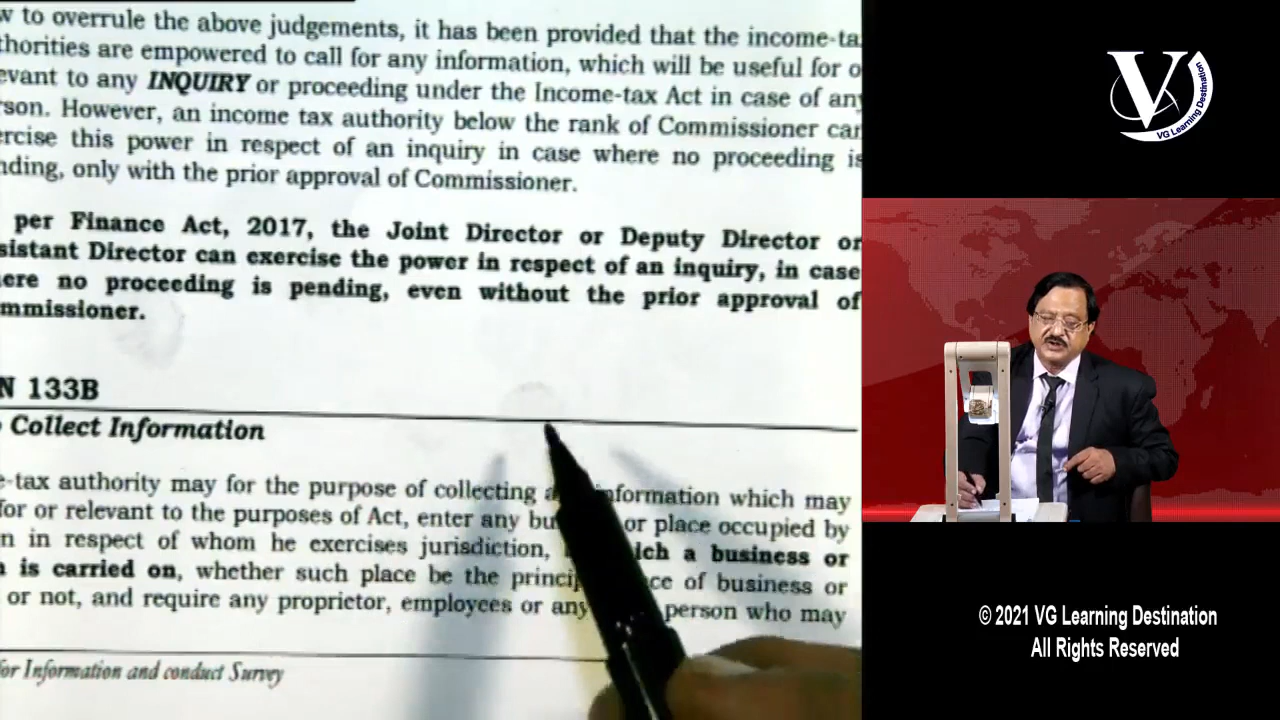 w to overrule the above judgements, it has been provided that the income-ta
thorities are empowered to call for any information, which will be useful for o
evant to any INQUIRY or proceeding under the Income-tax Act in case of any
rson. However, an income tax authority below the rank of Commissioner can
ercise this power in respect of an inquiry in case where no proceeding is
nding, only with the prior approval of Commissioner.
per Finance Act, 2017, the Joint Director or Deputy Director or
sistant Director can exercise the power in respect of an inquiry, in case
ere no proceeding is pending, even without the prior approval of
mmissioner.
N 133B
Collect Information
e-tax authority may for the purpose of collecting a nformation which may
for or relevant to the purposes of Act, enter any bu or place occupied by
n in respect of whom he exercises jurisdiction, ich a business or
n is carried on, whether such place be the princip ce of business or
or not, and require any proprietor, employees or any person who may
for Information and conduct Survey
V
VG Learning Destination
© 2021 VG Learning Destination
All Rights Reserved